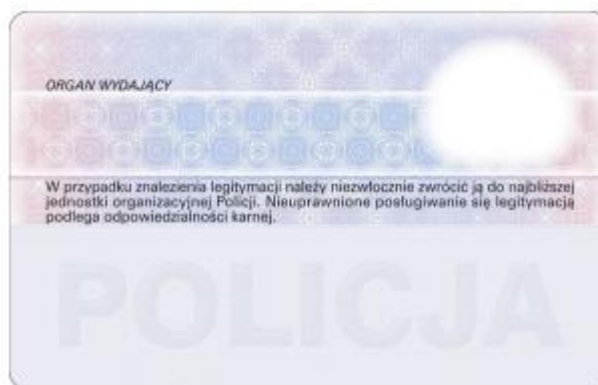 ORGAN WYDAJĄCY
W przypadku znalezienia legitymacji należy niezwłocznie zwrócić ją do najbliższej
jednostki organizacyjnej Policji. Nieuprawnione posługiwanie się legitymacją
podlega odpowiedzialności karnej.
POLICJA